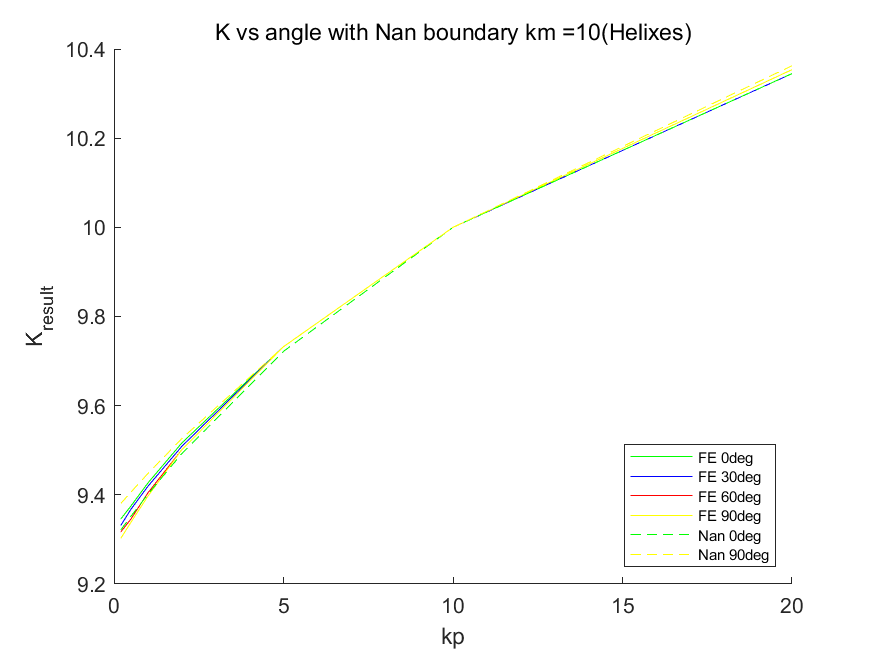 K vs angle with Nan boundary km =10(Helixes)
10.4
10.2
10
9.8
9.6
9.4
9.2
K_result
FE 0deg
FE 30deg
FE 60deg
FE 90deg
Nan 0deg
Nan 90deg
0 5 10 15 20
kp